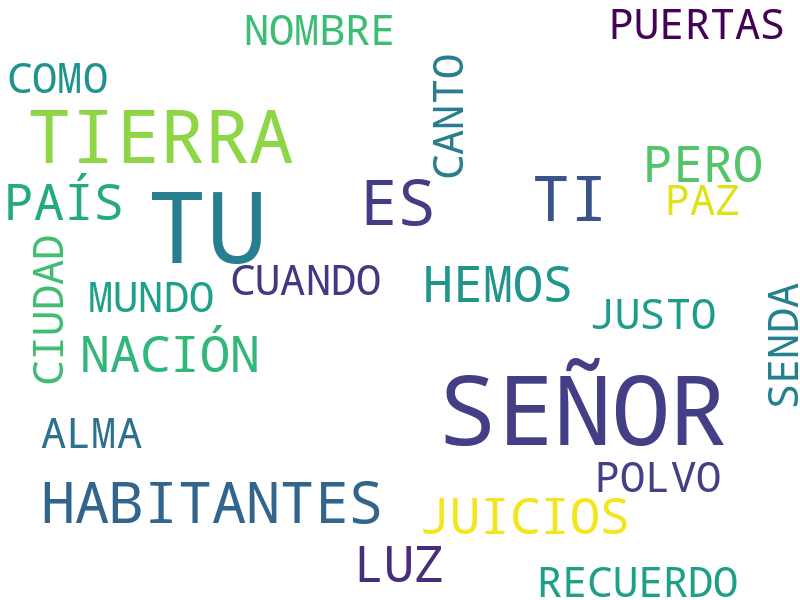 NOMBRE
PUERTAS
COMO
CANTO
TIERRA
PERO
PAÍS
TU
ES
TI
PAZ
CIUDAD
MUNDO
CUANDO
HEMOS
JUSTO
SENDA
NACIÓN
SEÑOR
ALMA
POLVO
HABITANTES
JUICIOS
LUZ
RECUERDO